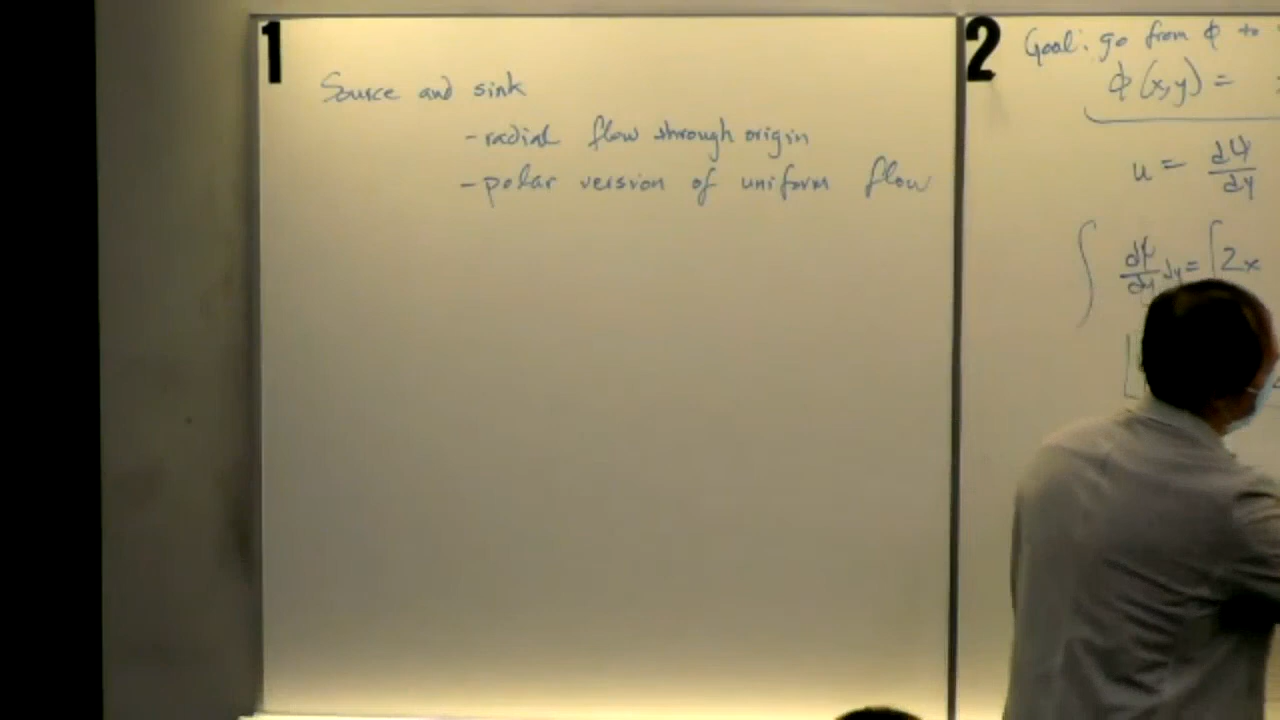 1
Source and sink
- radial flow through origin
- polar version of uniform flow
2
Goal: go from ϕ to
ϕ(x,y) =
u = dΨ/dy
∫ dΨ/dy dy = ∫ 2x